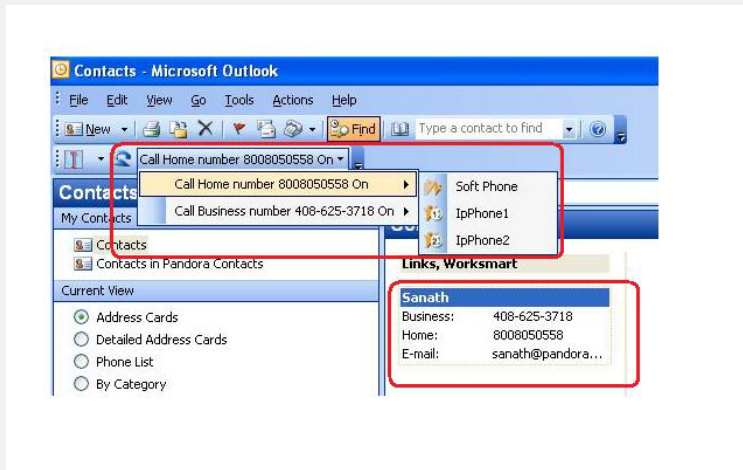 Contacts - Microsoft Outlook
File Edit View Go Tools Actions Help
New Find Type a contact to find
Call Home number 8008050558 On
Call Home number 8008050558 On Soft Phone
Call Business number 408-625-3718 On IpPhone1
IpPhone2
Contacts
My Contacts
Contacts
Contacts in Pandora Contacts
Current View
Address Cards
Detailed Address Cards
Phone List
By Category
Links, Worksmart
Sanath
Business: 408-625-3718
Home: 8008050558
E-mail: sanath@pandora...